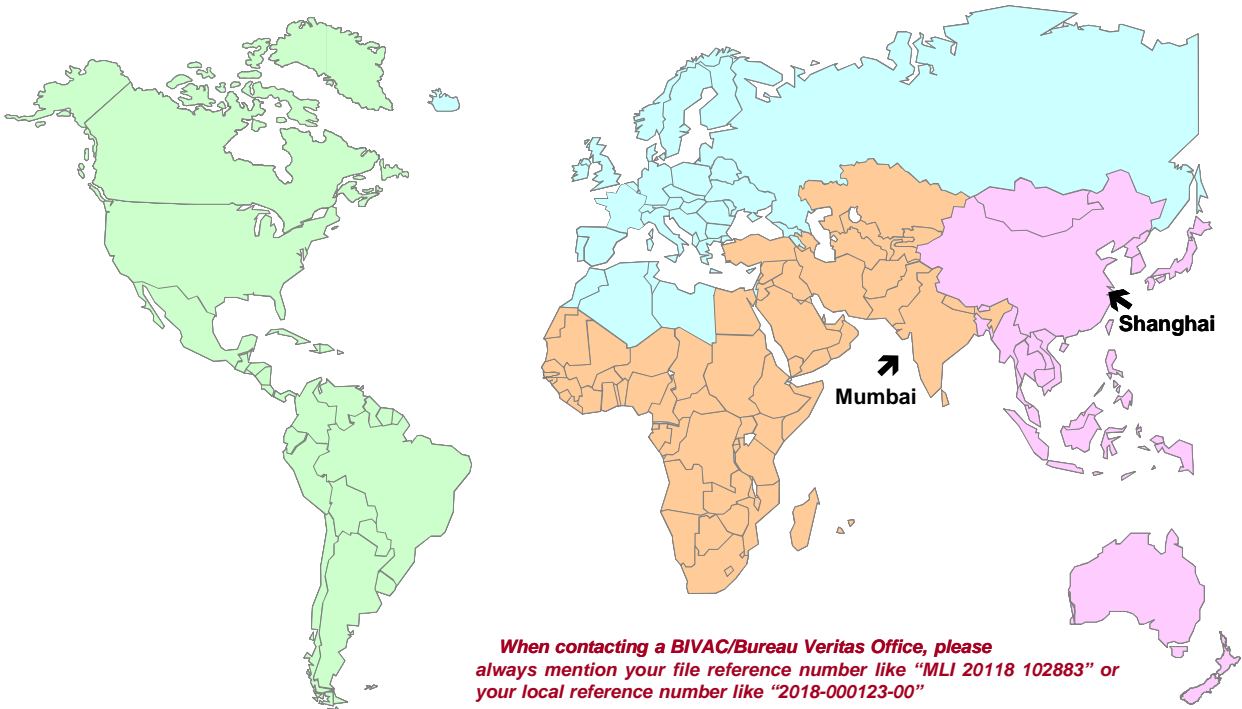 Shanghai
Mumbai
When contacting a BIVAC/Bureau Veritas Office, please
always mention your file reference number like “MLI 20118 102883” or
your local reference number like “2018-000123-00”